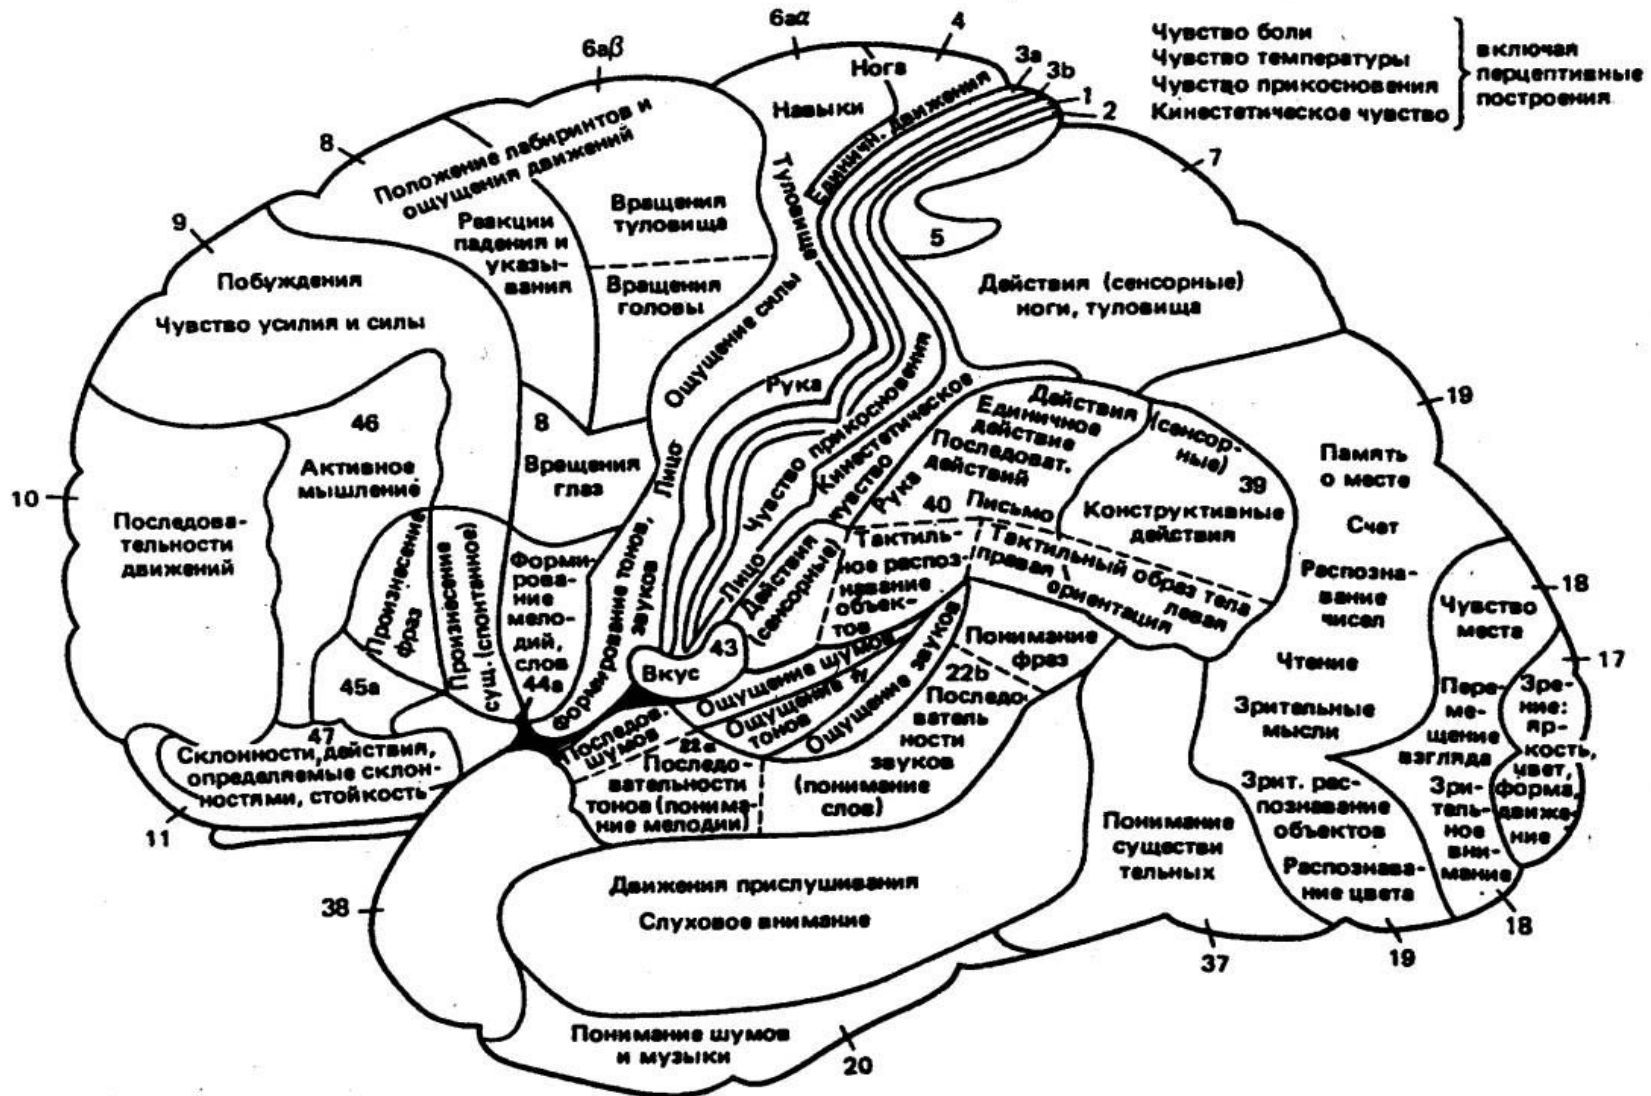 6aα
4
6aβ
3a
3b
1
2
Чувство боли
Чувство температуры
Чувство прикосновения
Кинестетическое чувство
включая
перцептивные
построения
Нога
Навыки
Единичн. движения
8
7
Положение лабиринтов и
ощущения движений
Туловище
9
Реакции
падения и
указы-
вания
Вращения
туловища
5
Побуждения
Вращения
головы
Действия (сенсорные)
ноги, туловища
Чувство усилия и силы
Ощущение силы
Рука
19
46
8
Активное
мышление
Вращения
глаз
Лицо
Чувство прикосновения
Кинестетическое
чувство
Рука
Действия
(сенсор-
ные)
Единичное
действие
Последоват.
действий
39
40
Письмо
Конструктивные
действия
Память
о месте
Счет
10
Последова-
тельности
движений
Произнесение
фраз
Произнесение
сущ. (спонтенное)
Форми-
рова-
ние
мело-
дий,
слов
44a
Формирование тонов,
звуков
Лицо
Действия
(сенсорные)
Тактиль-
ное распоз-
навание
объек-
тов
Тактильный образ тела
правая
левая
ориентация
Распозна-
вание
чисел
18
Чувство
места
43
Вкус
Ощущение шумов
Ощущение
тонов
Ощущение звуков
Понимание
фраз
22b
Чтение
17
45a
Последо-
ватель
ности
звуков
(понимание
слов)
Зрительные
мысли
Пере-
ме-
щение
взгляда
Зре-
ние:
яр-
кость,
цвет,
форма,
движе-
ние
47
Склонности, действия,
определяемые склон-
ностями, стойкость
11
Последов.
шумов
22a
Последо-
вательности
тонов (понима-
ние мелодии)
Зрит. рас-
познавание
объектов
Зри-
тель-
ное
вни-
мание
Понимание
существи
тельных
Распознава-
ние цвета
Движения прислушивания
Слуховое внимание
38
18
19
37
Понимание шумов
и музыки
20